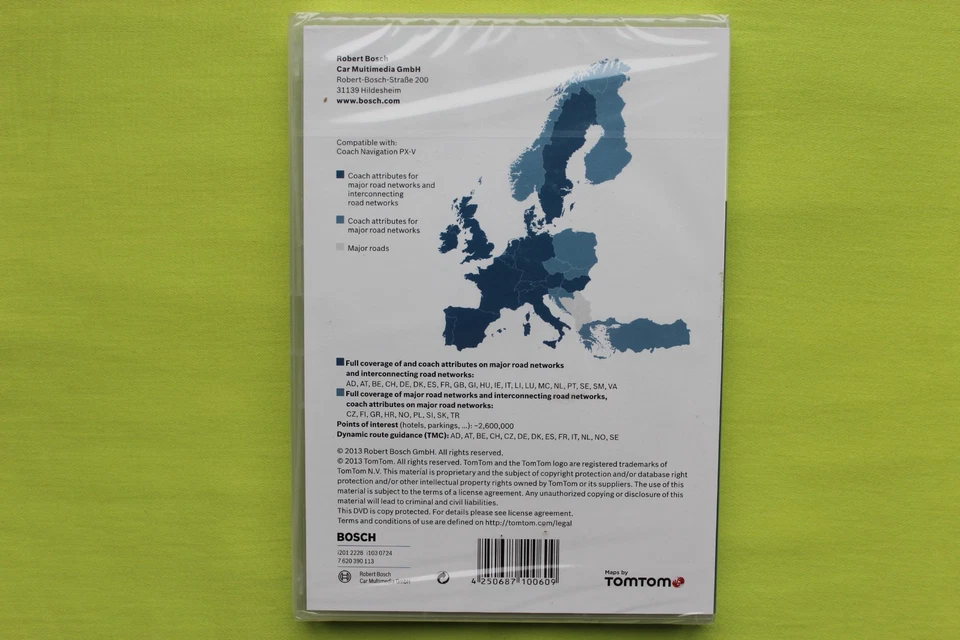 Robert Bosch
Car Multimedia GmbH
Robert-Bosch-Straße 200
31139 Hildesheim
www.bosch.com
Compatible with:
Coach Navigation PX-V
Coach attributes for
major road networks and
interconnecting
road networks
Coach attributes for
major road networks
Major roads
Full coverage of and coach attributes on major road networks
and interconnecting road networks:
AD, AT, BE, CH, DE, DK, ES, FR, GB, GI, HU, IE, IT, LI, LU, MC, NL, PT, SE, SM, VA
Full coverage of major road networks and interconnecting road networks,
coach attributes on major road networks:
CZ, FI, GR, HR, NO, PL, SI, SK, TR
Points of interest (hotels, parkings, ...): ~2,600,000
Dynamic route guidance (TMC): AD, AT, BE, CH, CZ, DE, DK, ES, FR, IT, NL, NO, SE
© 2013 Robert Bosch GmbH. All rights reserved.
© 2013 TomTom. All rights reserved. TomTom and the TomTom logo are registered trademarks of
TomTom N.V. This material is proprietary and the subject of copyright protection and/or database right
protection and/or other intellectual property rights owned by TomTom or its suppliers. The use of this
material is subject to the terms of a license agreement. Any unauthorized copying or disclosure of this
material will lead to criminal and civil liabilities.
This DVD is copy protected. For details please see license agreement.
Terms and conditions of use are defined on http://tomtom.com/legal
BOSCH
i201 2228 i103 0724
7 620 390 113
Robert Bosch
Car Multimedia GmbH
4 250687 100609
Maps by
TOMTOM